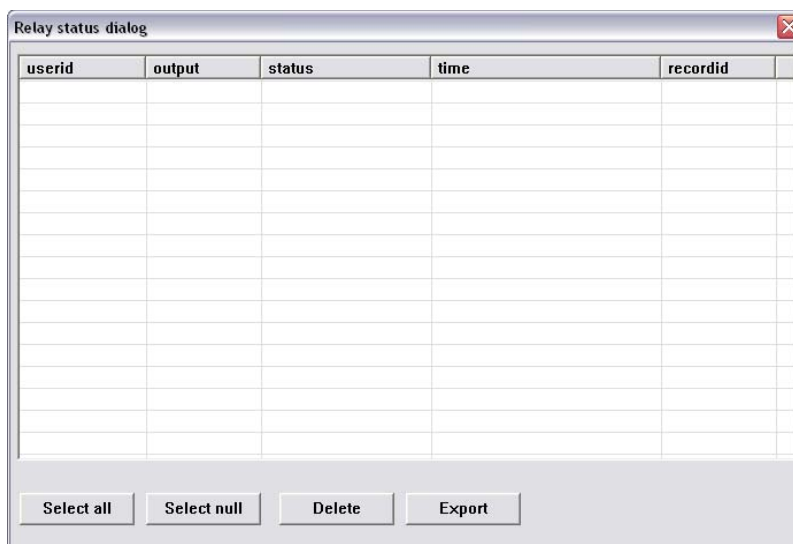 Relay status dialog
userid output status time recordid
Select all Select null Delete Export